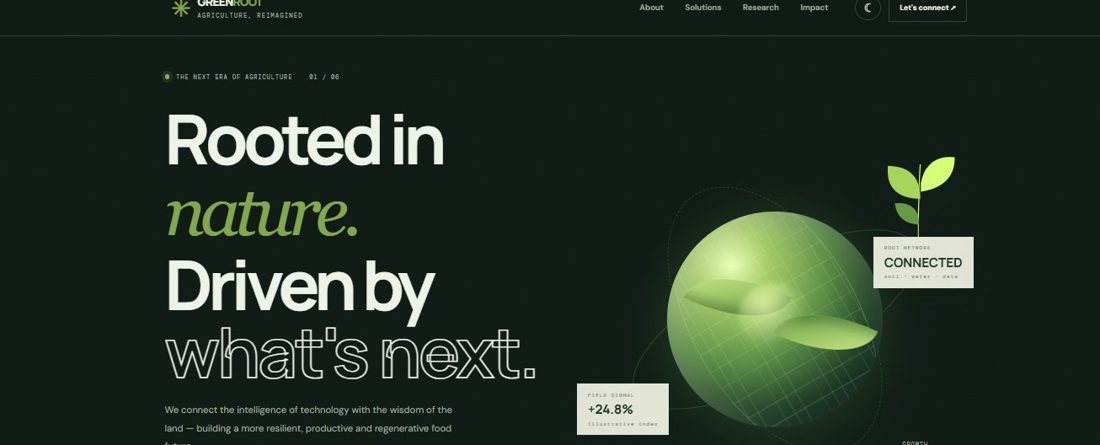 GREENROOT
AGRICULTURE, REIMAGINED
About
Solutions
Research
Impact
Let's connect ↗
THE NEXT ERA OF AGRICULTURE 01 / 06
Rooted in
nature.
Driven by
what's next.
We connect the intelligence of technology with the wisdom of the
land — building a more resilient, productive and regenerative food
ROOT NETWORK
CONNECTED
soil · water · data
FIELD SIGNAL
+24.8%
illustrative index
GROWTH